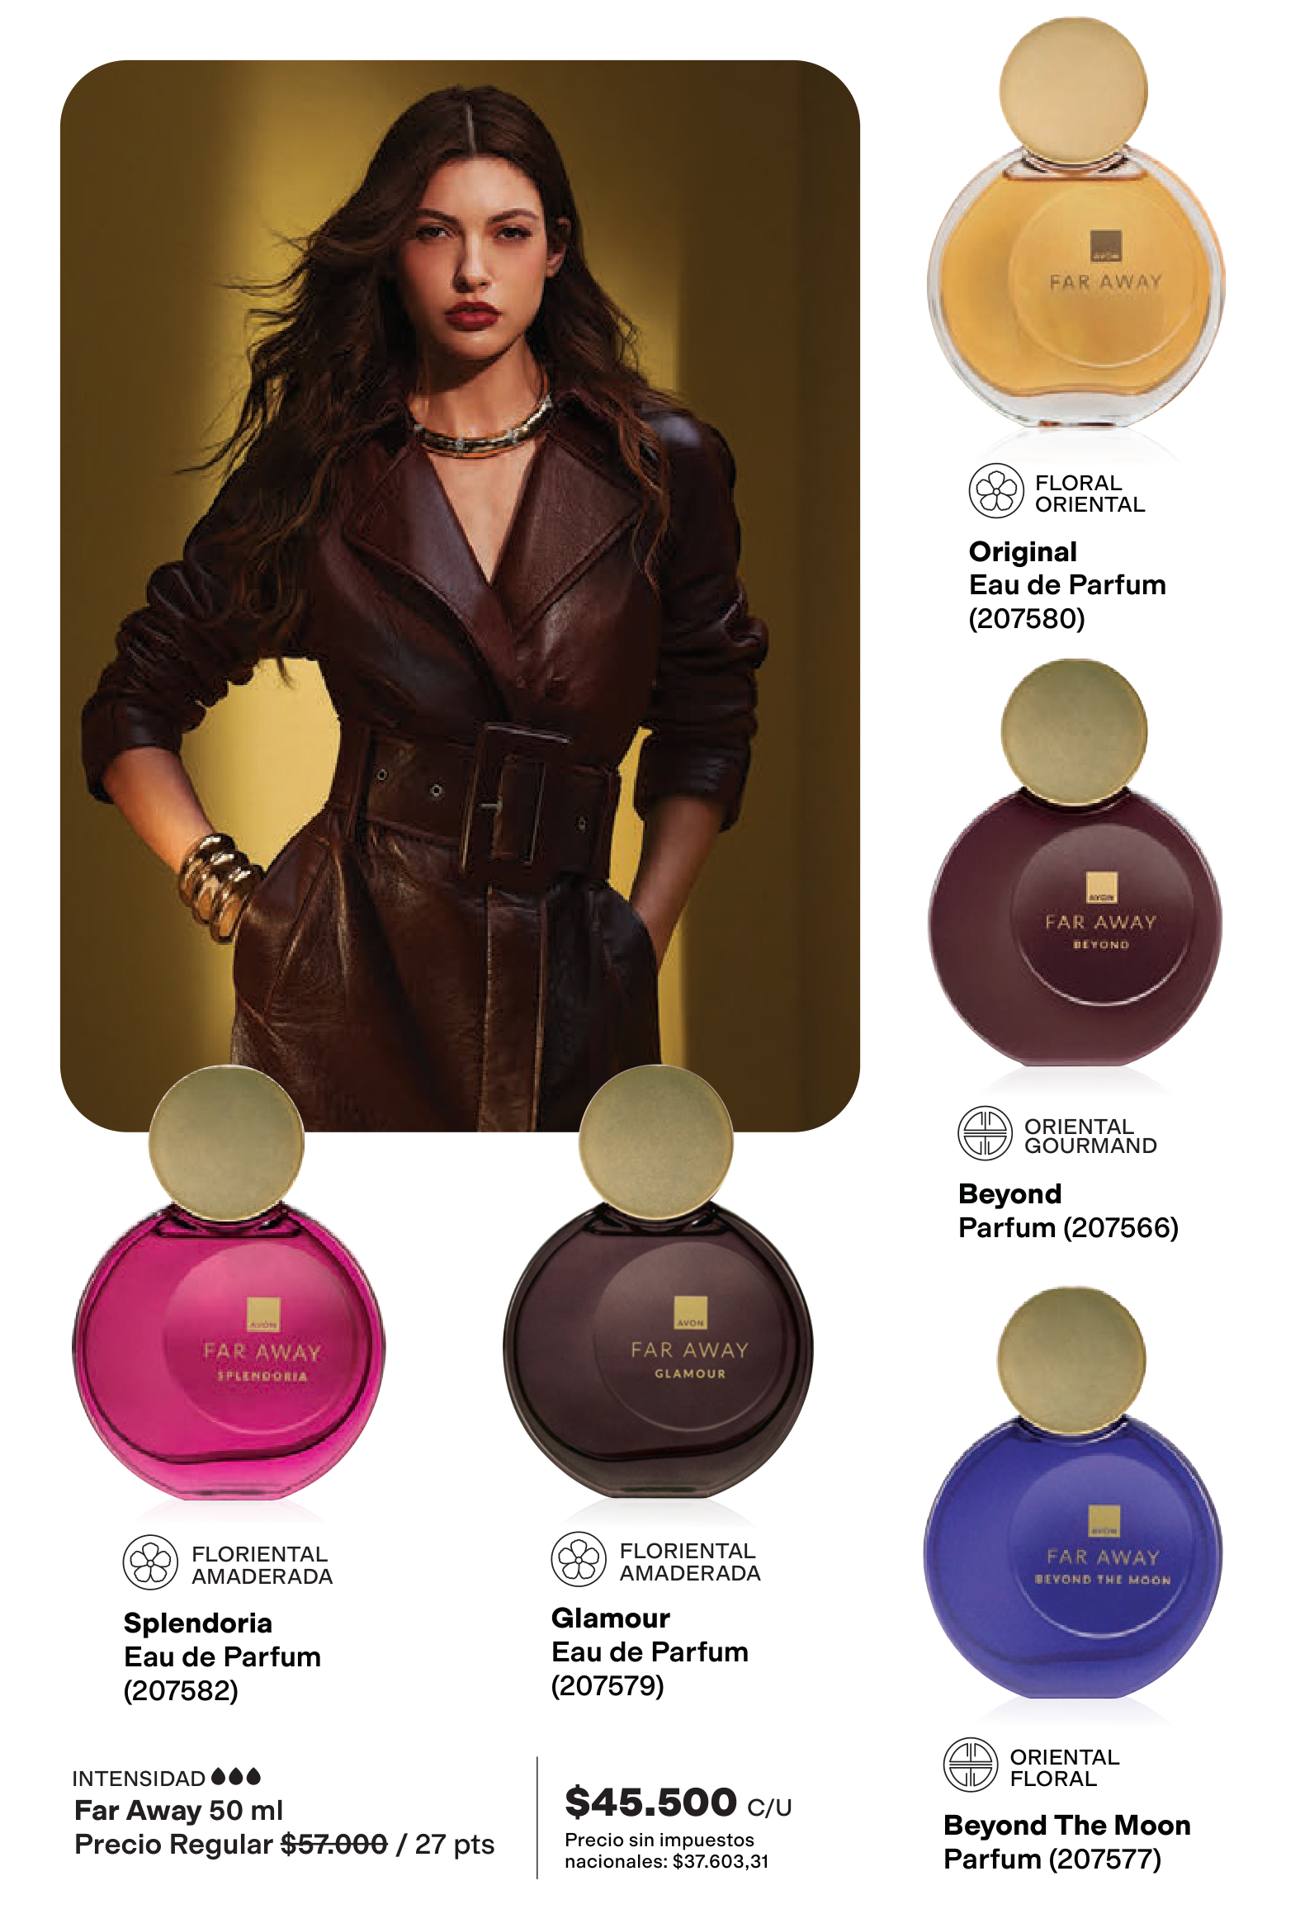 AVON
FAR AWAY
FLORAL
ORIENTAL
Original
Eau de Parfum
(207580)
AVON
FAR AWAY
BEYOND
ORIENTAL
GOURMAND
Beyond
Parfum (207566)
AVON
FAR AWAY
SPLENDORIA
FLORIENTAL
AMADERADA
Splendoria
Eau de Parfum
(207582)
AVON
FAR AWAY
GLAMOUR
FLORIENTAL
AMADERADA
Glamour
Eau de Parfum
(207579)
AVON
FAR AWAY
BEYOND THE MOON
ORIENTAL
FLORAL
Beyond The Moon
Parfum (207577)
INTENSIDAD
Far Away 50 ml
Precio Regular $57.000 / 27 pts
$45.500 C/U
Precio sin impuestos
nacionales: $37.603,31